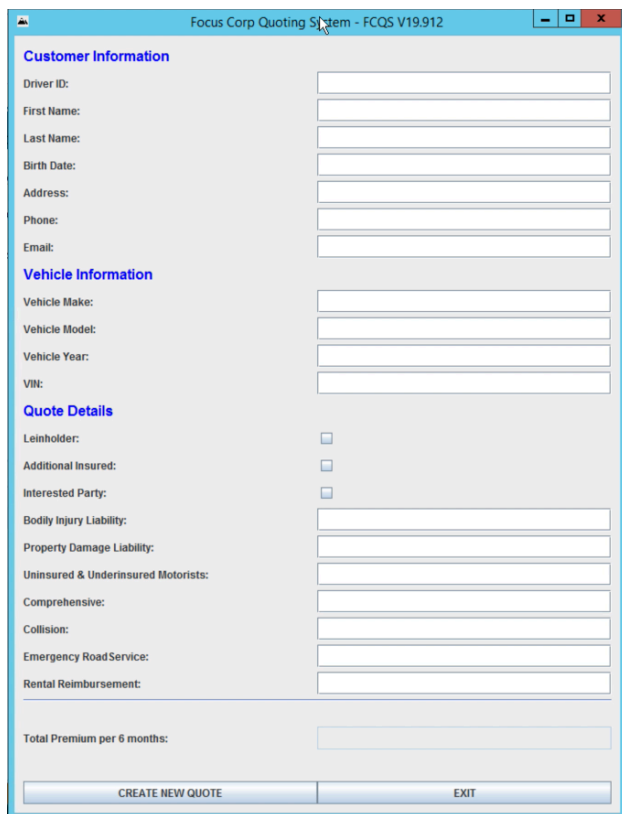 Focus Corp Quoting System - FCQS V19.912
Customer Information
Driver ID:
First Name:
Last Name:
Birth Date:
Address:
Phone:
Email:
Vehicle Information
Vehicle Make:
Vehicle Model:
Vehicle Year:
VIN:
Quote Details
Leinholder:
Additional Insured:
Interested Party:
Bodily Injury Liability:
Property Damage Liability:
Uninsured & Underinsured Motorists:
Comprehensive:
Collision:
Emergency Road Service:
Rental Reimbursement:
Total Premium per 6 months:
CREATE NEW QUOTE EXIT